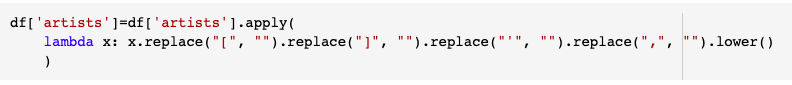 df['artists']=df['artists'].apply(
    lambda x: x.replace("[", "").replace("]", "").replace("'", "").replace(",", "").lower()
    )